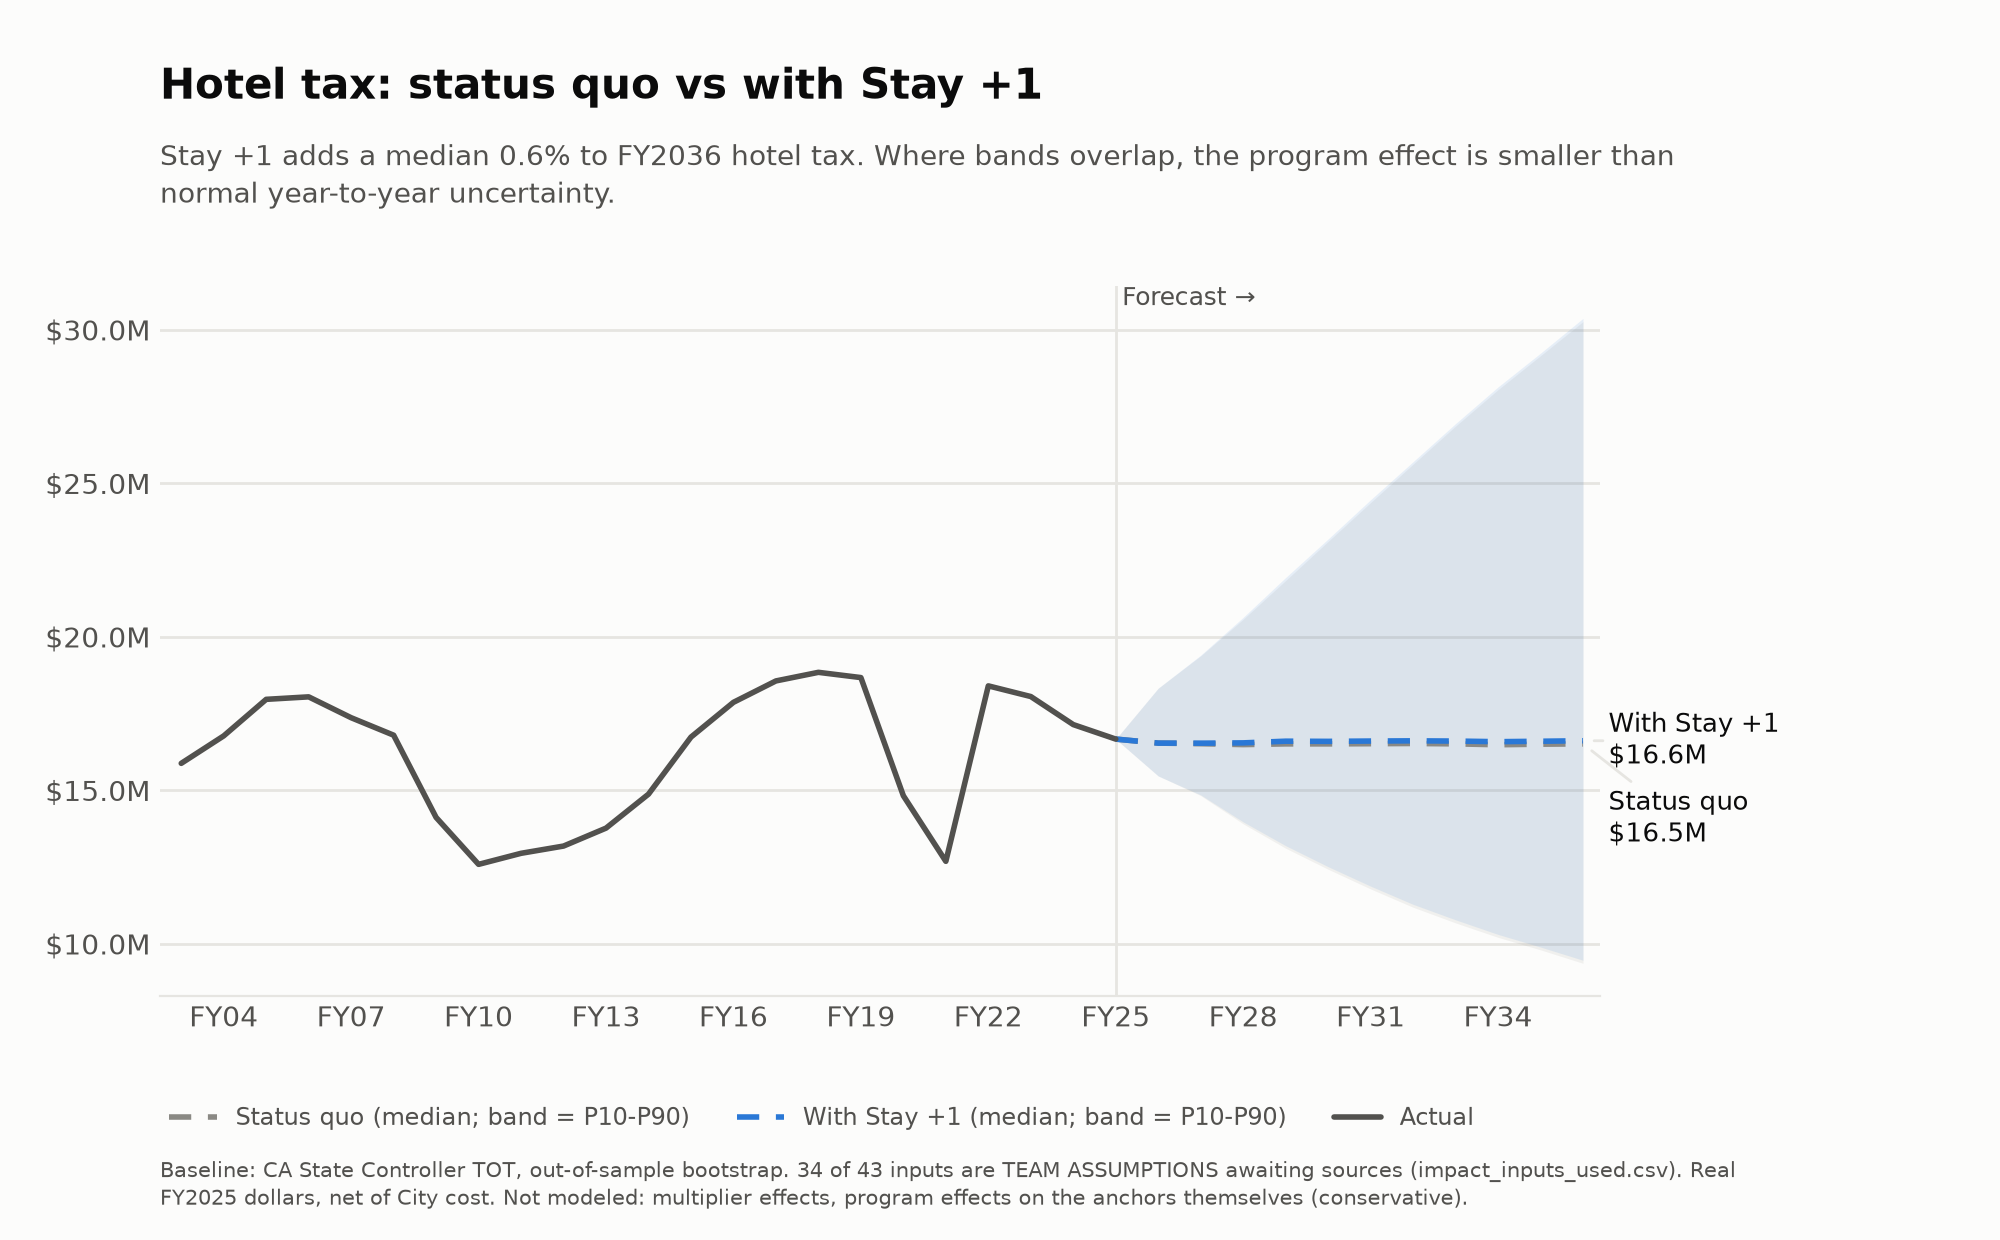 Hotel tax: status quo vs with Stay +1
Stay +1 adds a median 0.6% to FY2036 hotel tax. Where bands overlap, the program effect is smaller than
normal year-to-year uncertainty.
Forecast →
$30.0M
$25.0M
$20.0M
$15.0M
$10.0M
With Stay +1
$16.6M
Status quo
$16.5M
FY04 FY07 FY10 FY13 FY16 FY19 FY22 FY25 FY28 FY31 FY34
Status quo (median; band = P10-P90) With Stay +1 (median; band = P10-P90) Actual
Baseline: CA State Controller TOT, out-of-sample bootstrap. 34 of 43 inputs are TEAM ASSUMPTIONS awaiting sources (impact_inputs_used.csv). Real
FY2025 dollars, net of City cost. Not modeled: multiplier effects, program effects on the anchors themselves (conservative).